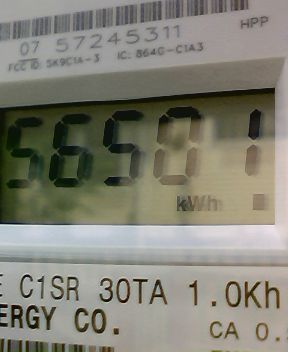 HPP
07 57245311
FCC ID: SK9C1A-3 IC: 864G-C1A3
56501
kWh
C1SR 30TA 1.0Kh
ERGY CO.
CA 0.